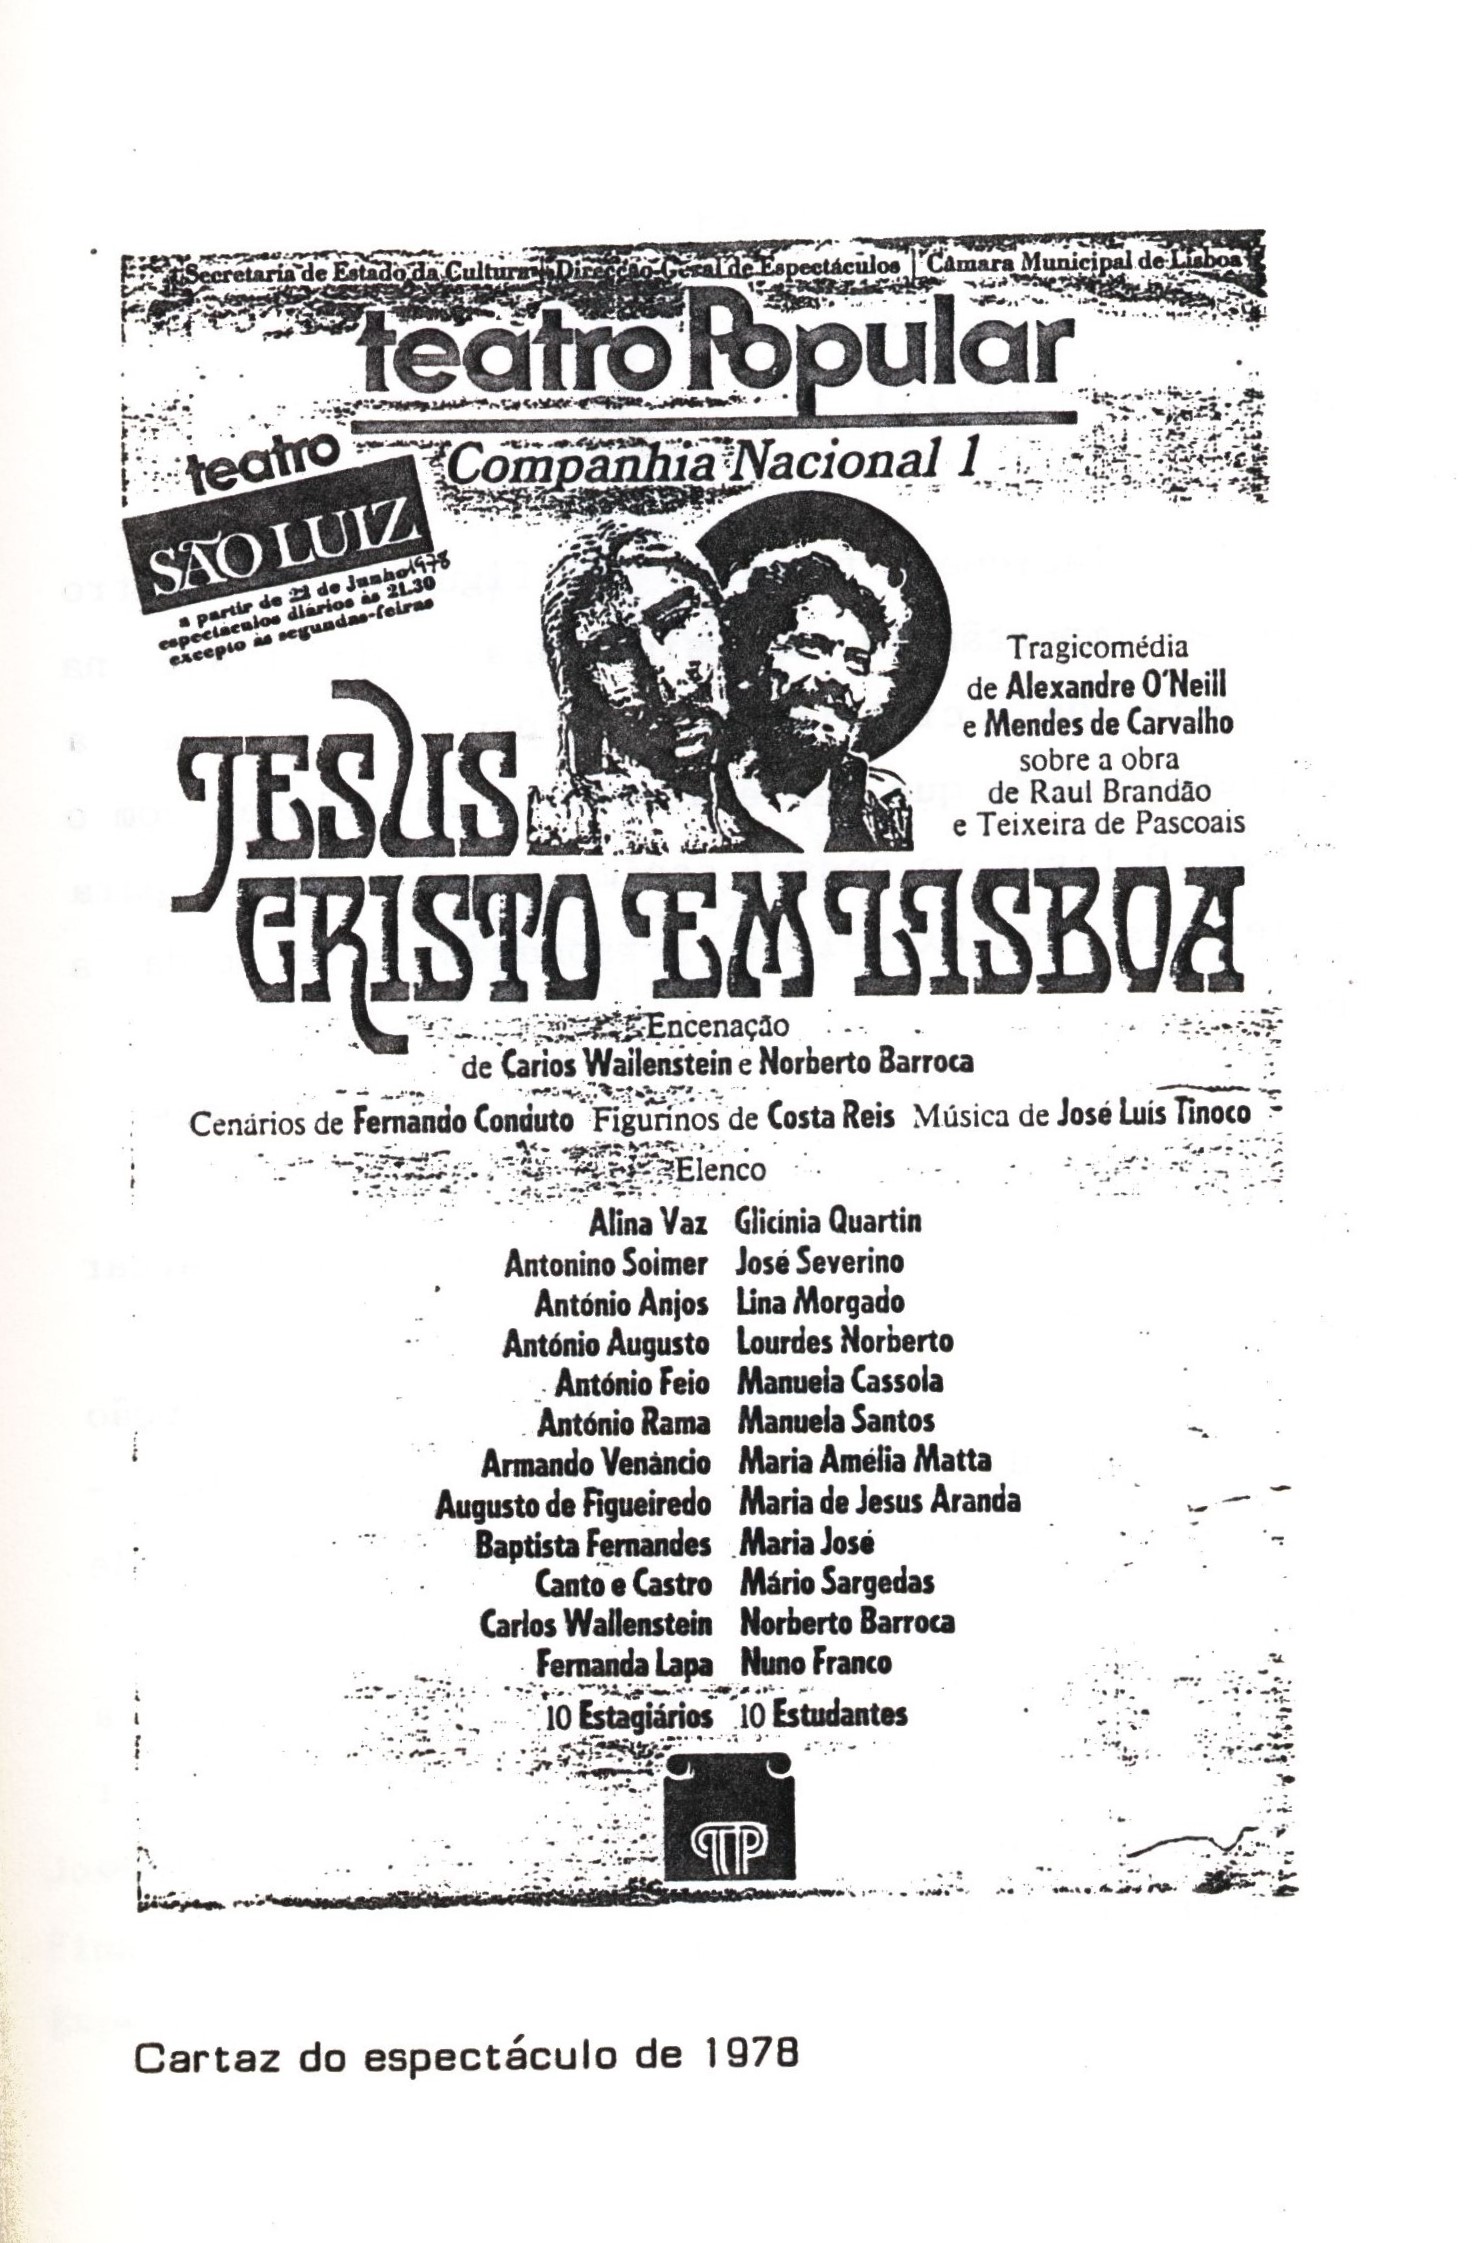 Secretaria de Estado da Cultura | Direcção-Geral de Espectáculos | Câmara Municipal de Lisboa
teatro Popular
Companhia Nacional 1
teatro
SÃO LUIZ
a partir de 22 de Junho 1978
espectáculos diários às 21.30
excepto às segundas-feiras
Tragicomédia
de Alexandre O'Neill
e Mendes de Carvalho
sobre a obra
de Raul Brandão
e Teixeira de Pascoais
JESUS
CRISTO EM LISBOA
Encenação
de Carlos Wallenstein e Norberto Barroca
Cenários de Fernando Conduto Figurinos de Costa Reis Música de José Luís Tinoco
Elenco
Alina Vaz Glicínia Quartin
Antonino Solmer José Severino
António Anjos Lina Morgado
António Augusto Lourdes Norberto
António Feio Manuela Cassola
António Rama Manuela Santos
Armando Venâncio Maria Amélia Matta
Augusto de Figueiredo Maria de Jesus Aranda
Baptista Fernandes Maria José
Canto e Castro Mário Sargedas
Carlos Wallenstein Norberto Barroca
Fernanda Lapa Nuno Franco
10 Estagiários 10 Estudantes
TP
Cartaz do espectáculo de 1978